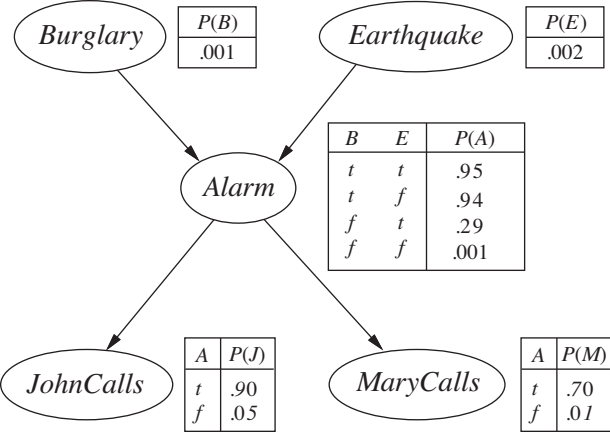 Burglary
P(B)
.001
Earthquake
P(E)
.002
Alarm
B E P(A)
t t .95
t f .94
f t .29
f f .001
JohnCalls
A P(J)
t .90
f .05
MaryCalls
A P(M)
t .70
f .01